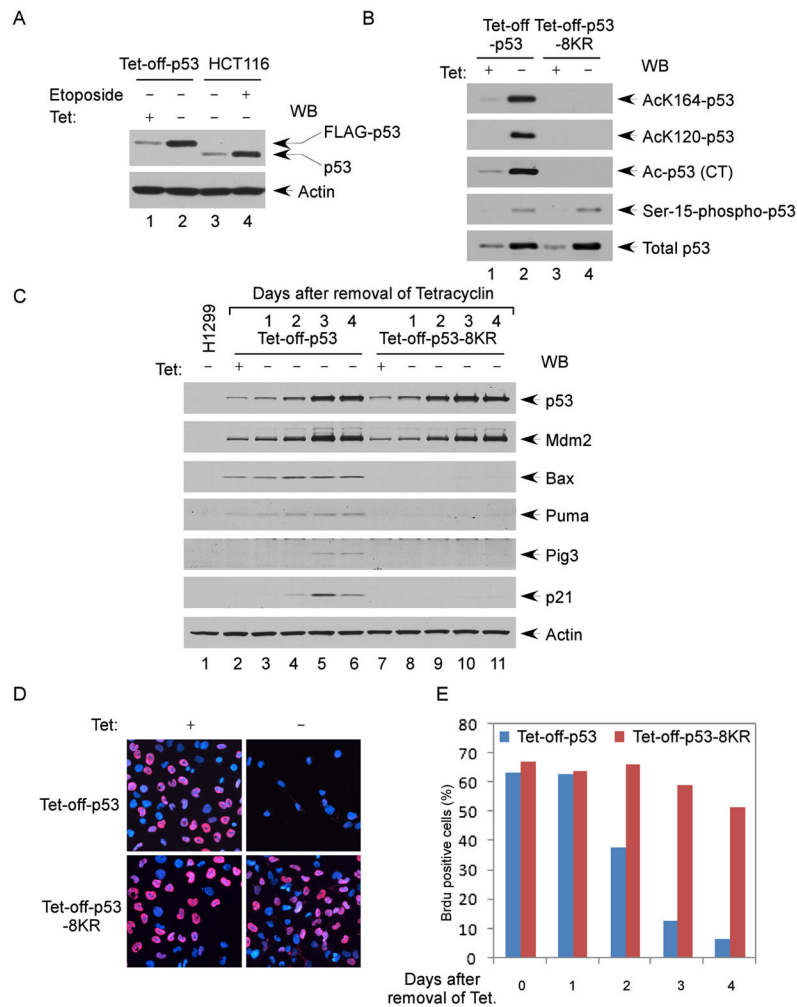 A
Tet-off-p53 HCT116
Etoposide – – – +
Tet: + – – – WB
FLAG-p53
p53
Actin
1 2 3 4
B
Tet-off Tet-off-p53
-p53 -8KR
Tet: + – + – WB
AcK164-p53
AcK120-p53
Ac-p53 (CT)
Ser-15-phospho-p53
Total p53
1 2 3 4
C
Days after removal of Tetracyclin
H1299
1 2 3 4 1 2 3 4
Tet-off-p53 Tet-off-p53-8KR
Tet: – + – – – – + – – – – WB
p53
Mdm2
Bax
Puma
Pig3
p21
Actin
1 2 3 4 5 6 7 8 9 10 11
D
Tet: + –
Tet-off-p53
Tet-off-p53
-8KR
E
Tet-off-p53 Tet-off-p53-8KR
Brdu positive cells (%)
80
70
60
50
40
30
20
10
0
0 1 2 3 4
Days after
removal of Tet.